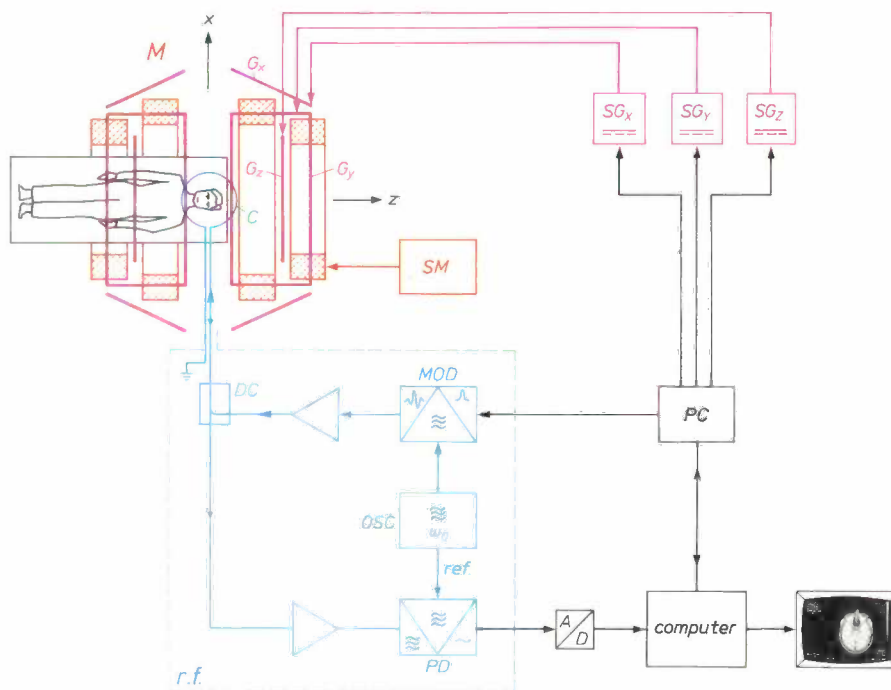 x
M
Gx
SGX
SGY
SGZ
Gz
Gy
z
C
SM
DC
MOD
PC
OSC
ω0
ref.
A
D
computer
PD
r.f.